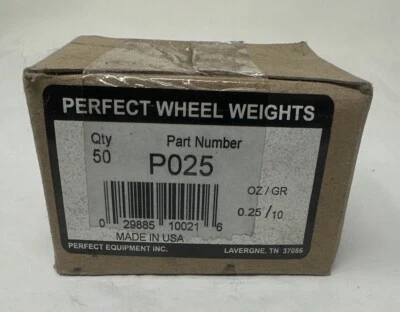 PERFECT WHEEL WEIGHTS
Qty
50
Part Number
P025
OZ/GR
0.25/10
0 29885 10021 6
MADE IN USA
PERFECT EQUIPMENT INC.
LAVERGNE, TN 37086